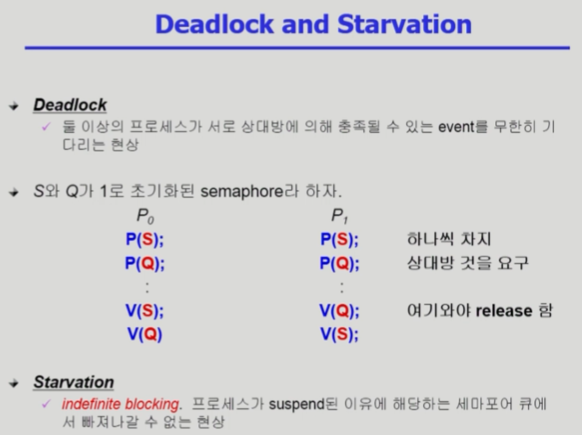 Deadlock and Starvation
Deadlock
둘 이상의 프로세스가 서로 상대방에 의해 충족될 수 있는 event를 무한히 기
다리는 현상
S와 Q가 1로 초기화된 semaphore라 하자.
P0 P1
P(S); P(S); 하나씩 차지
P(Q); P(Q); 상대방 것을 요구
: :
V(S); V(Q); 여기와야 release 함
V(Q) V(S);
Starvation
indefinite blocking. 프로세스가 suspend된 이유에 해당하는 세마포어 큐에
서 빠져나갈 수 없는 현상